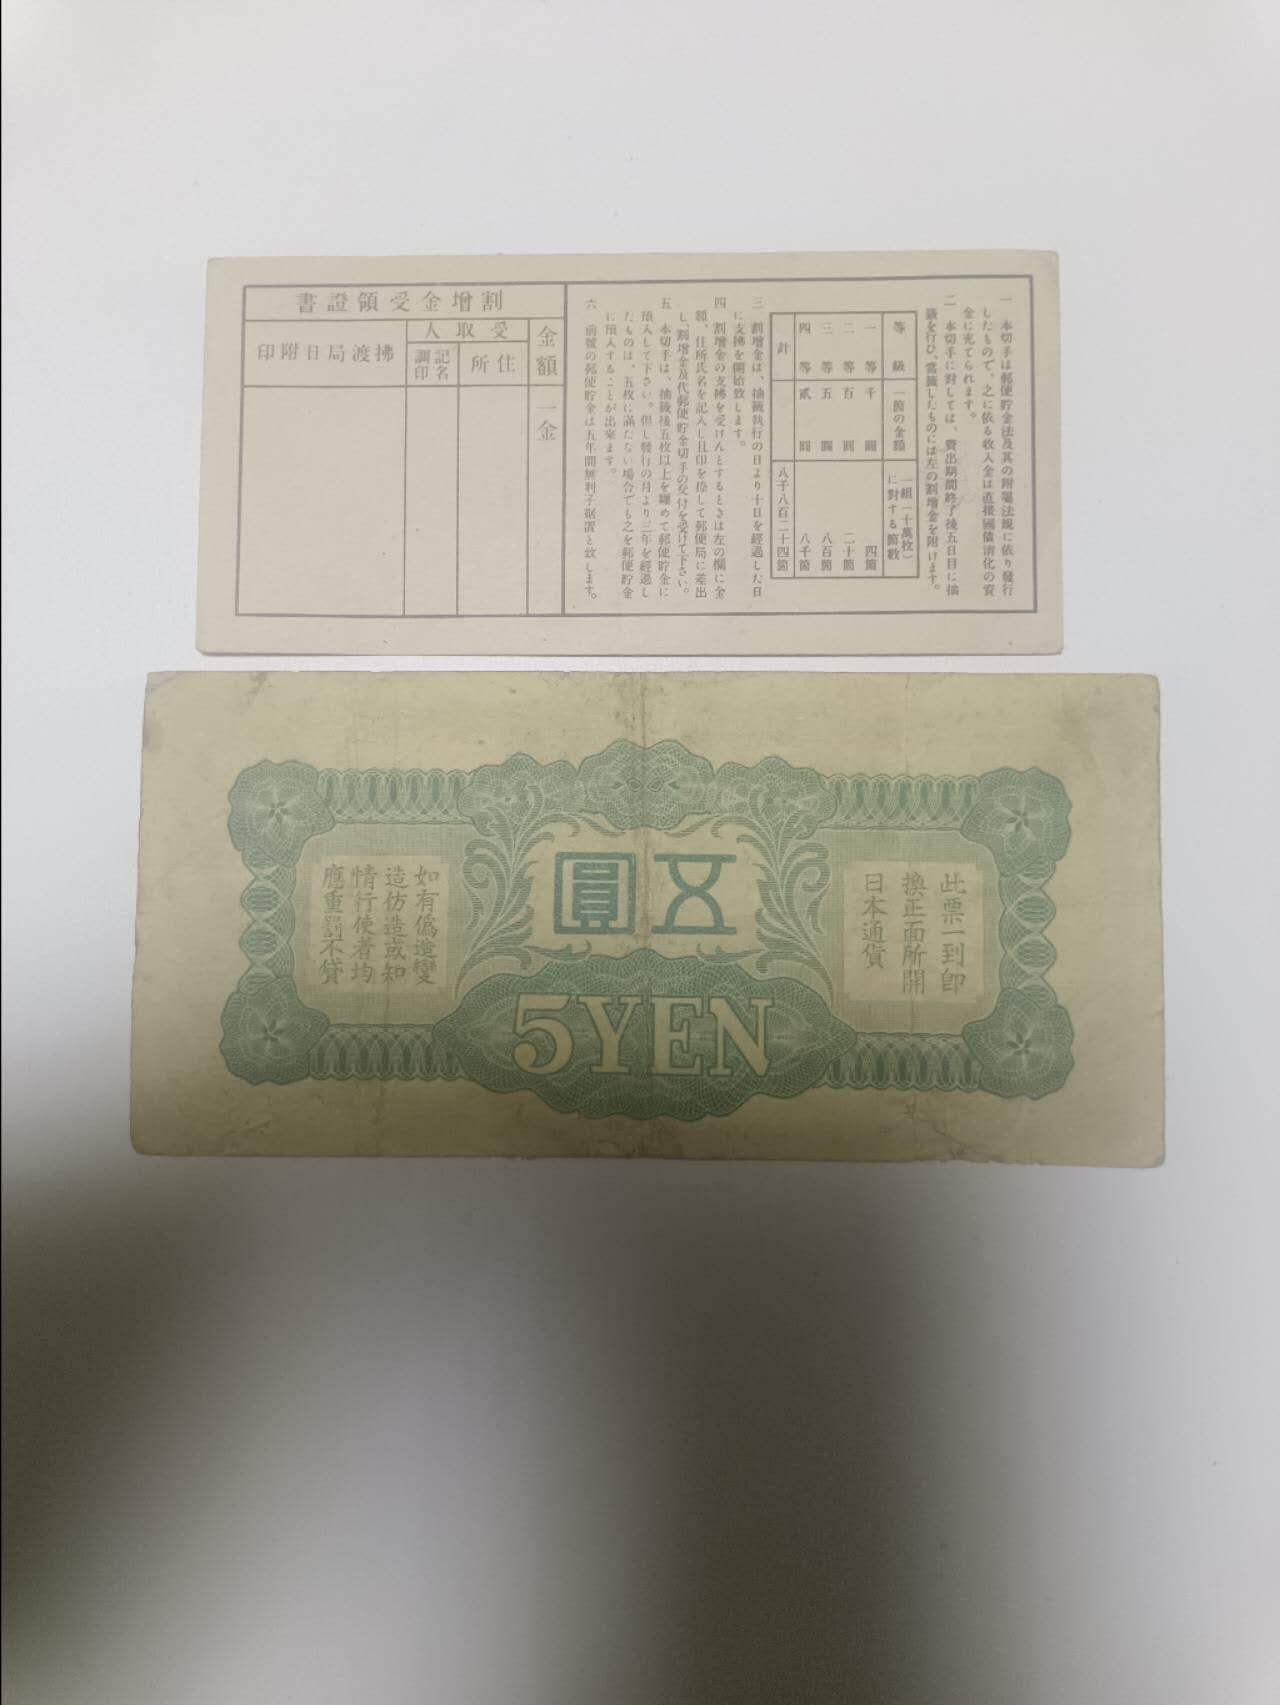 一 本切手は郵便貯金法及其の附屬法規に依り發行
したもので、之に依る收入金は直接國債消化の資
金に充てられます。
二 本切手に對しては、賣出期間終了後五日目に抽
籤を行ひ、當籤したものには左の割增金を附けます。
等級 一箇の金額 一組(十萬枚)に對する箇數
一等 千圓 四箇
二等 百圓 二十箇
三等 五圓 八百箇
四等 貳圓 八千箇
計 八千八百二十四箇
三 割增金は、抽籤執行の日より十日を經過した日
に支拂を開始致します。
四 割增金の支拂を受けんとするときは左の欄に金
額、住所氏名を記入し且印を捺して郵便局に差出
し、割增金及代郵便貯金切手の交付を受けて下さい。
五 本切手は、抽籤後五枚以上を纏めて郵便貯金に
預入して下さい。但し發行の月より三年を經過し
たものは、五枚に滿たない場合でも之を郵便貯金
に預入することが出來ます。
六 前號の郵便貯金は五年間無利子据置と致します。
割增金受領證書
金額
一金
受取人
住所
記名調印
拂渡局日附印
此票一到卽
換正面所開
日本通貨
五圓
5YEN
如有僞造變
造仿造或知
情行使者均
應重罰不貸